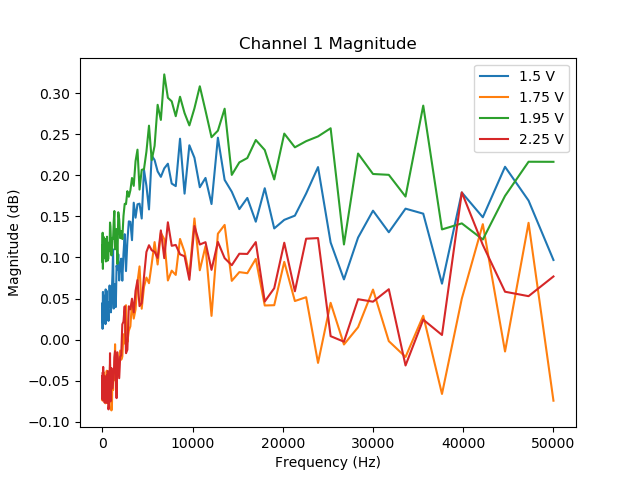 Channel 1 Magnitude
1.5 V
1.75 V
1.95 V
2.25 V
Magnitude (dB)
0.30
0.25
0.20
0.15
0.10
0.05
0.00
−0.05
−0.10
0 10000 20000 30000 40000 50000
Frequency (Hz)